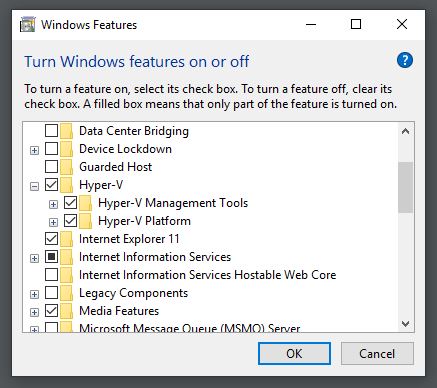 Windows Features
Turn Windows features on or off
To turn a feature on, select its check box. To turn a feature off, clear its
check box. A filled box means that only part of the feature is turned on.
Data Center Bridging
Device Lockdown
Guarded Host
Hyper-V
Hyper-V Management Tools
Hyper-V Platform
Internet Explorer 11
Internet Information Services
Internet Information Services Hostable Web Core
Legacy Components
Media Features
Microsoft Message Queue (MSMQ) Server
OK
Cancel